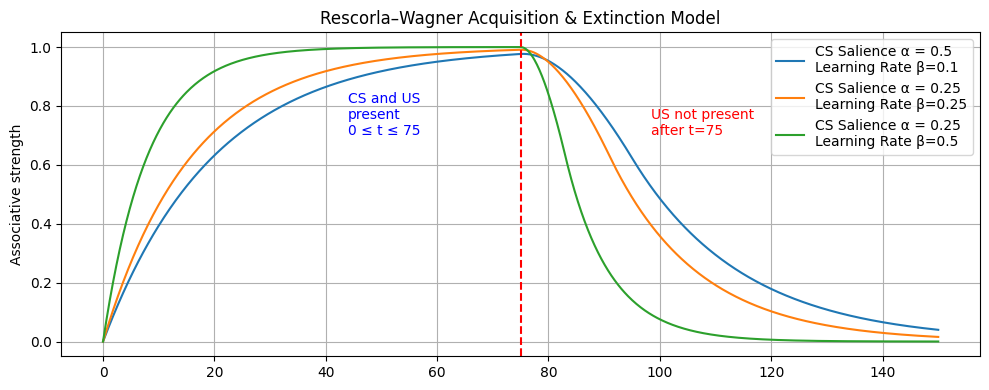 Rescorla–Wagner Acquisition & Extinction Model
Associative strength
1.0
0.8
0.6
0.4
0.2
0.0
CS and US
present
0 ≤ t ≤ 75
US not present
after t=75
CS Salience α = 0.5
Learning Rate β=0.1
CS Salience α = 0.25
Learning Rate β=0.25
CS Salience α = 0.25
Learning Rate β=0.5
0
20
40
60
80
100
120
140